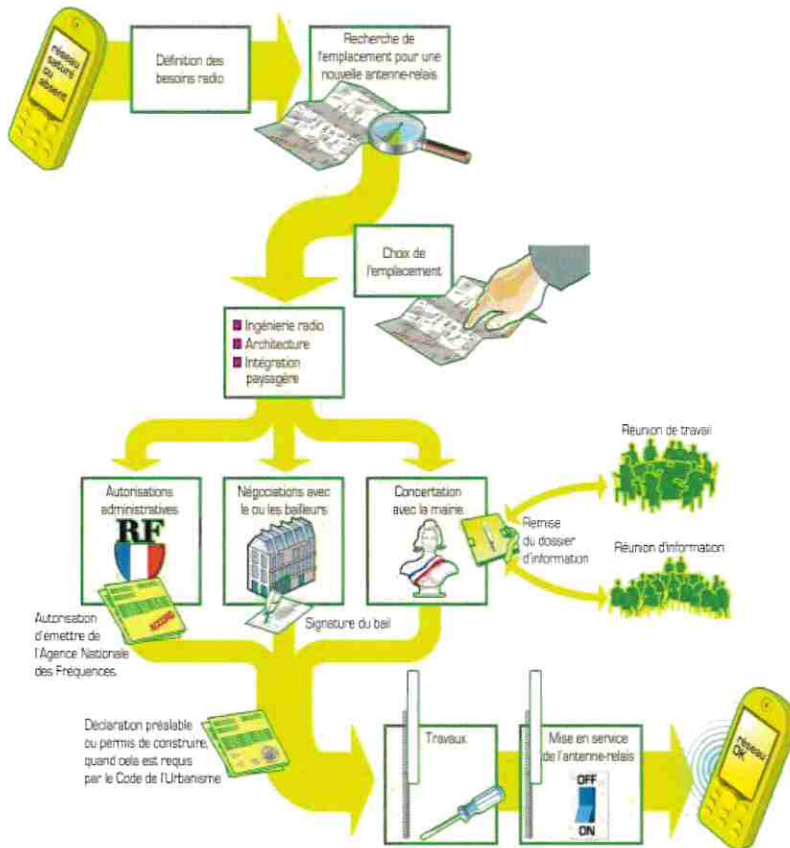 réseau
saturé
ou
absent
Définition des
besoins radio
Recherche de
l'emplacement pour une
nouvelle antenne-relais
Choix de
l'emplacement
Ingénierie radio
Architecture
Intégration
paysagère
Autorisations
administratives
RF
Négociations avec
le ou les bailleurs
Concertation
avec la mairie
Réunion de travail
Remise
du dossier
d'information
Réunion d'information
Autorisation
d'émettre de
l'Agence Nationale
des Fréquences
Signature du bail
Déclaration préalable
ou permis de construire,
quand cela est requis
par le Code de l'Urbanisme
Travaux
Mise en service
de l'antenne-relais
OFF
ON
réseau
OK